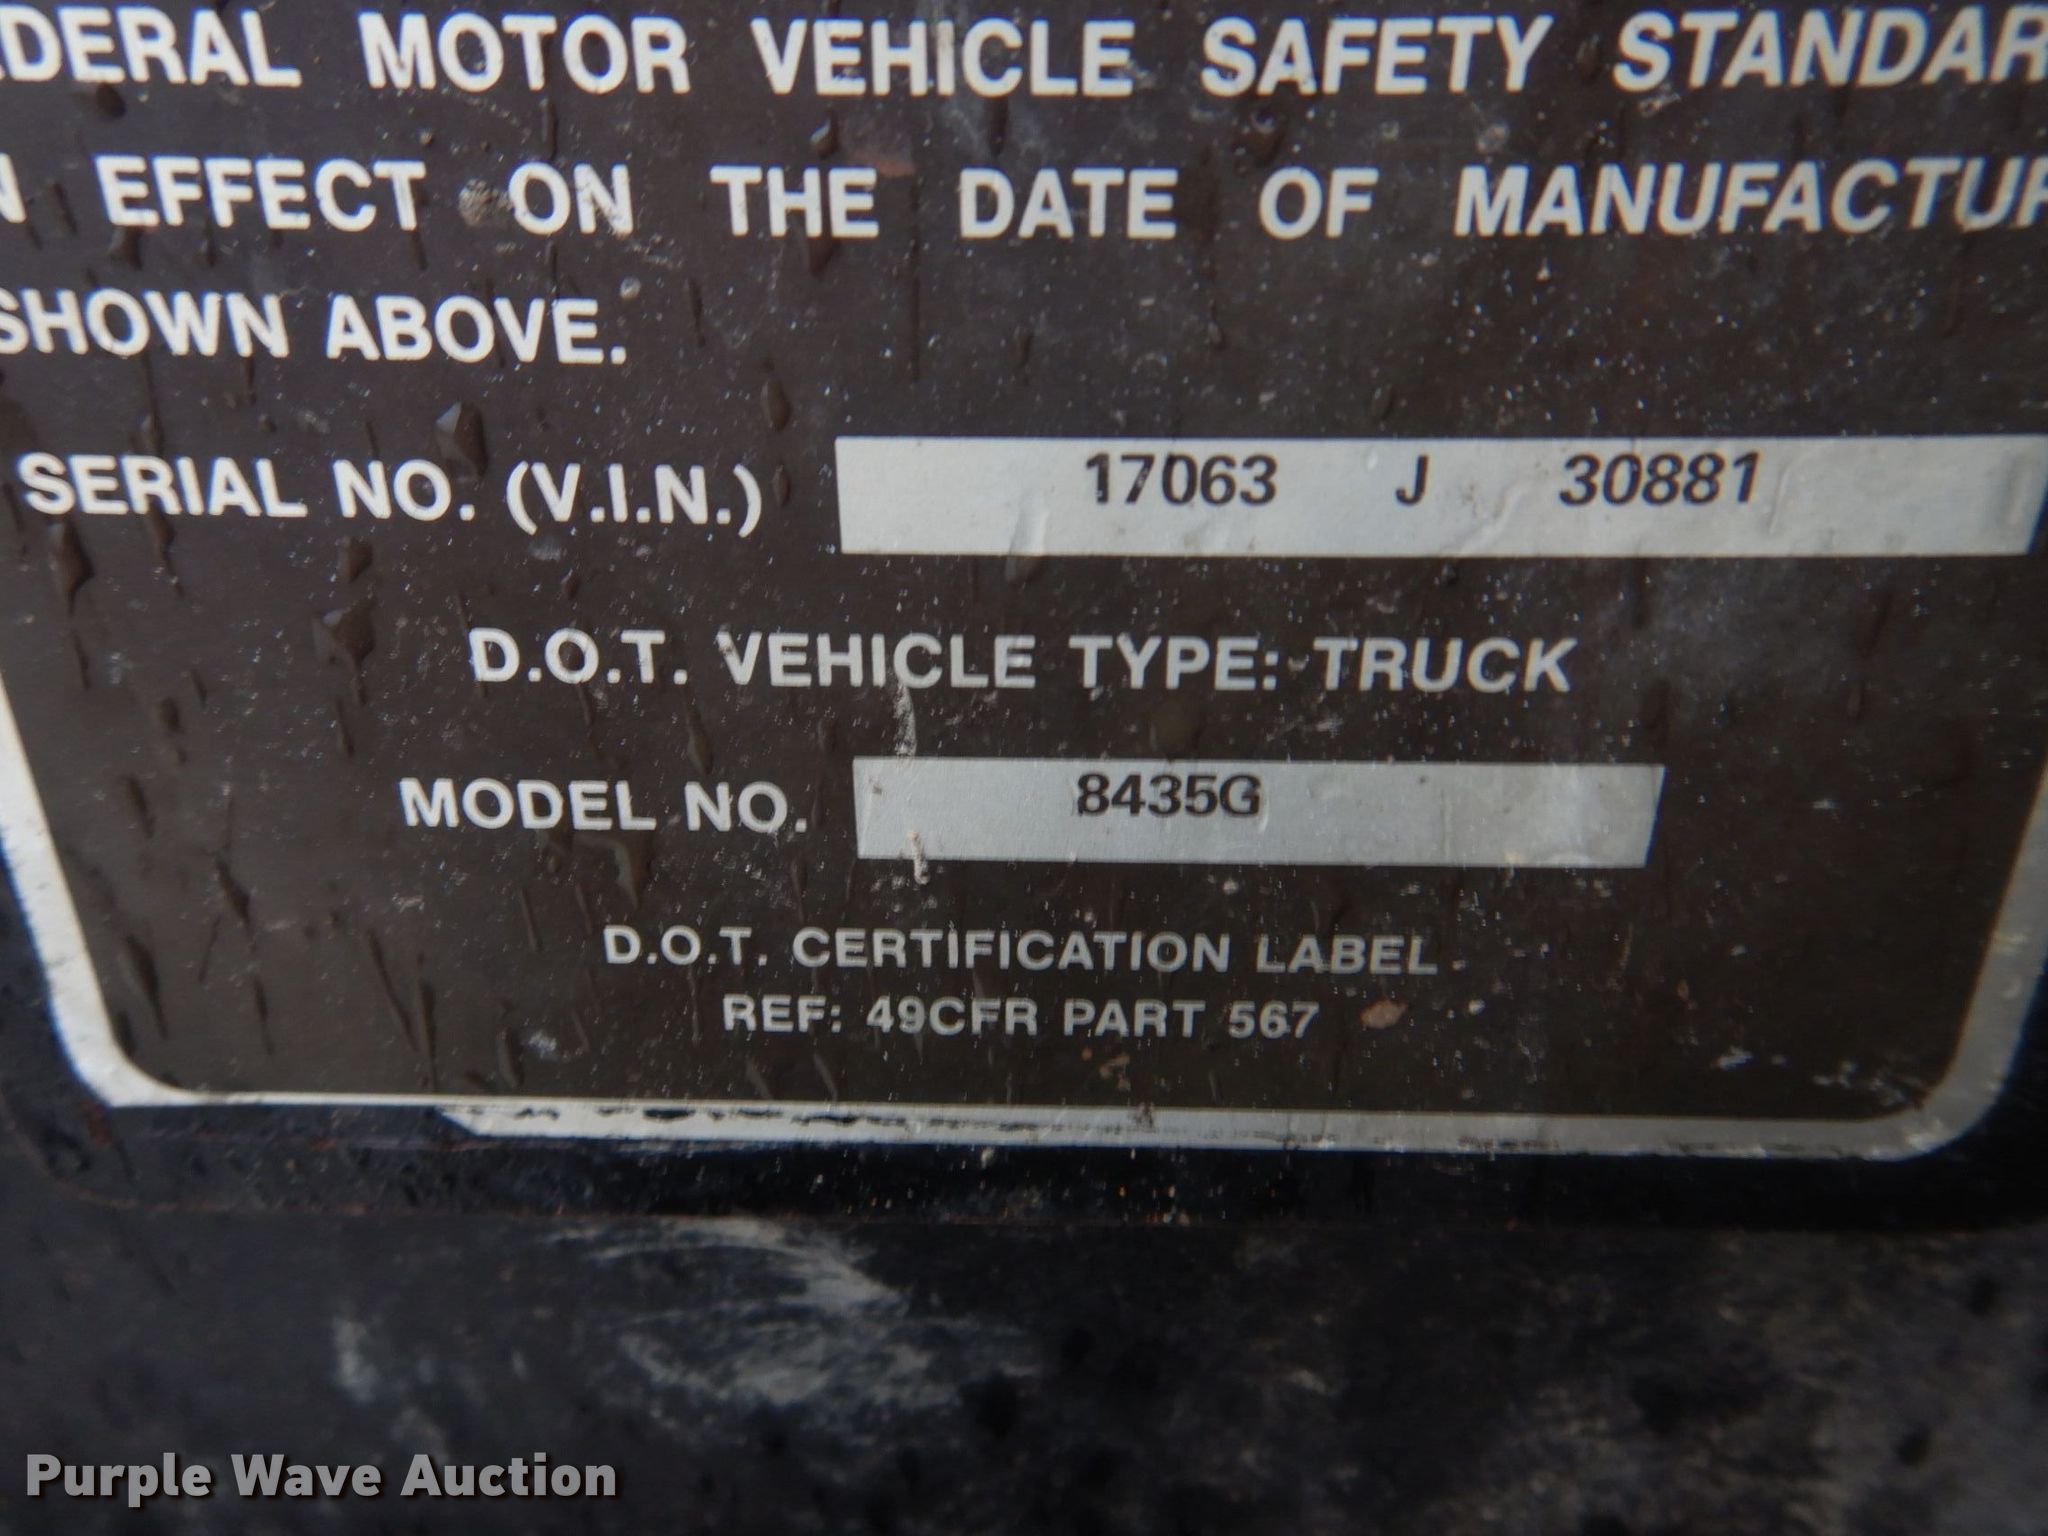 DERAL MOTOR VEHICLE SAFETY STANDAR
N EFFECT ON THE DATE OF MANUFACTUR
SHOWN ABOVE.
SERIAL NO. (V.I.N.) 17063 J 30881
D.O.T. VEHICLE TYPE: TRUCK
MODEL NO. 8435G
D.O.T. CERTIFICATION LABEL
REF: 49CFR PART 567
Purple Wave Auction